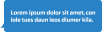 Lorem ipsum dolor sit amet, con
iole tues daun ieos diumer kila.